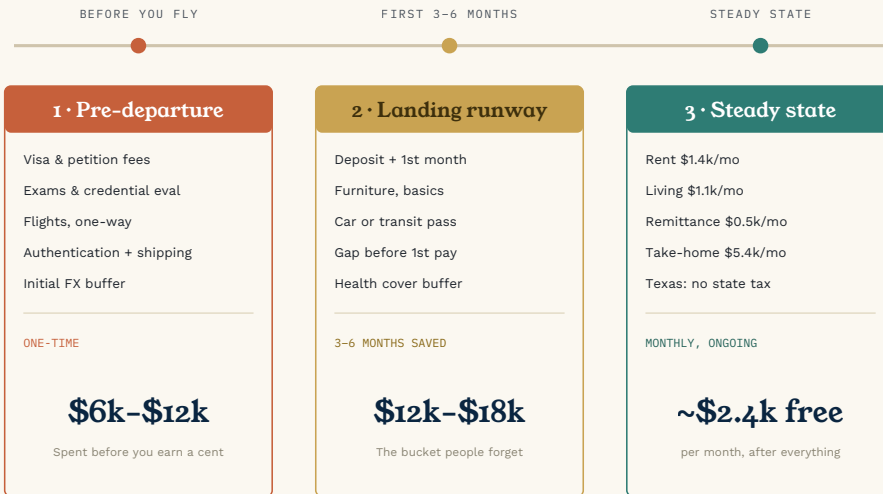 BEFORE YOU FLY
FIRST 3–6 MONTHS
STEADY STATE
1 · Pre-departure
Visa & petition fees
Exams & credential eval
Flights, one-way
Authentication + shipping
Initial FX buffer
ONE-TIME
$6k–$12k
Spent before you earn a cent
2 · Landing runway
Deposit + 1st month
Furniture, basics
Car or transit pass
Gap before 1st pay
Health cover buffer
3–6 MONTHS SAVED
$12k–$18k
The bucket people forget
3 · Steady state
Rent $1.4k/mo
Living $1.1k/mo
Remittance $0.5k/mo
Take-home $5.4k/mo
Texas: no state tax
MONTHLY, ONGOING
~$2.4k free
per month, after everything